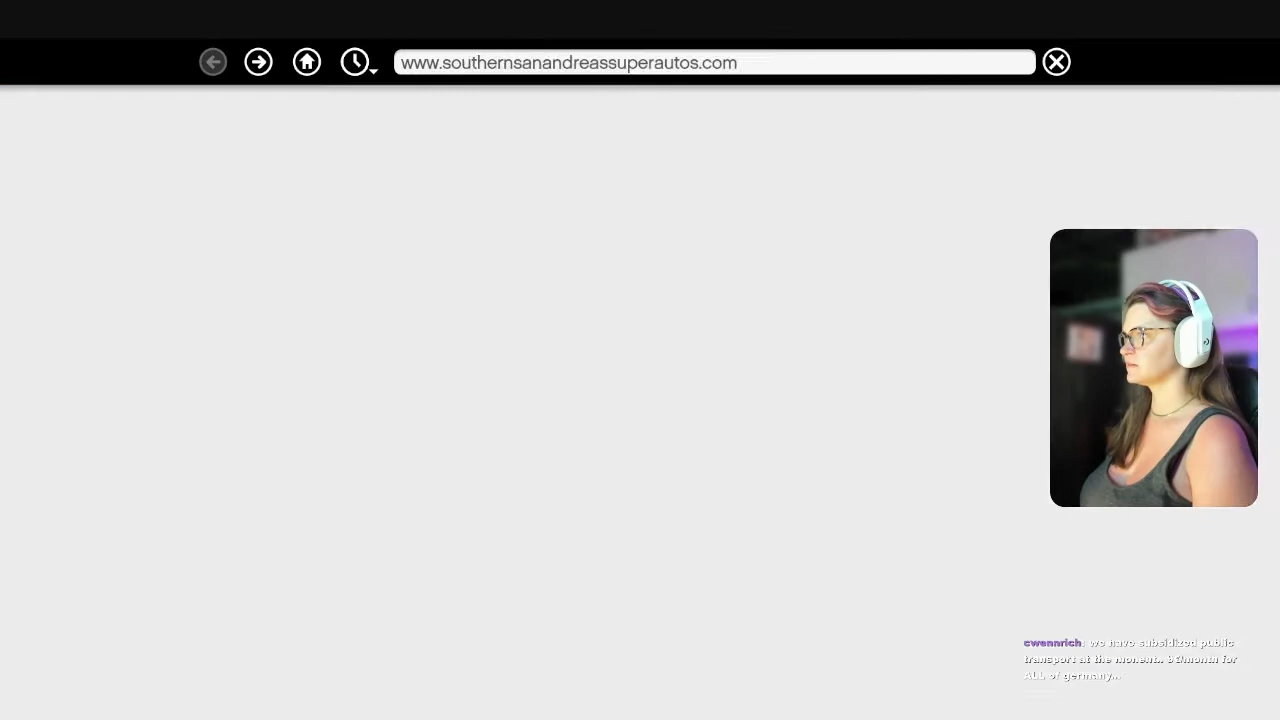 www.southernsanandreassuperautos.com
cwennrich: we have subsidized public
transport at the moment.. 9€/month for
ALL of germany...